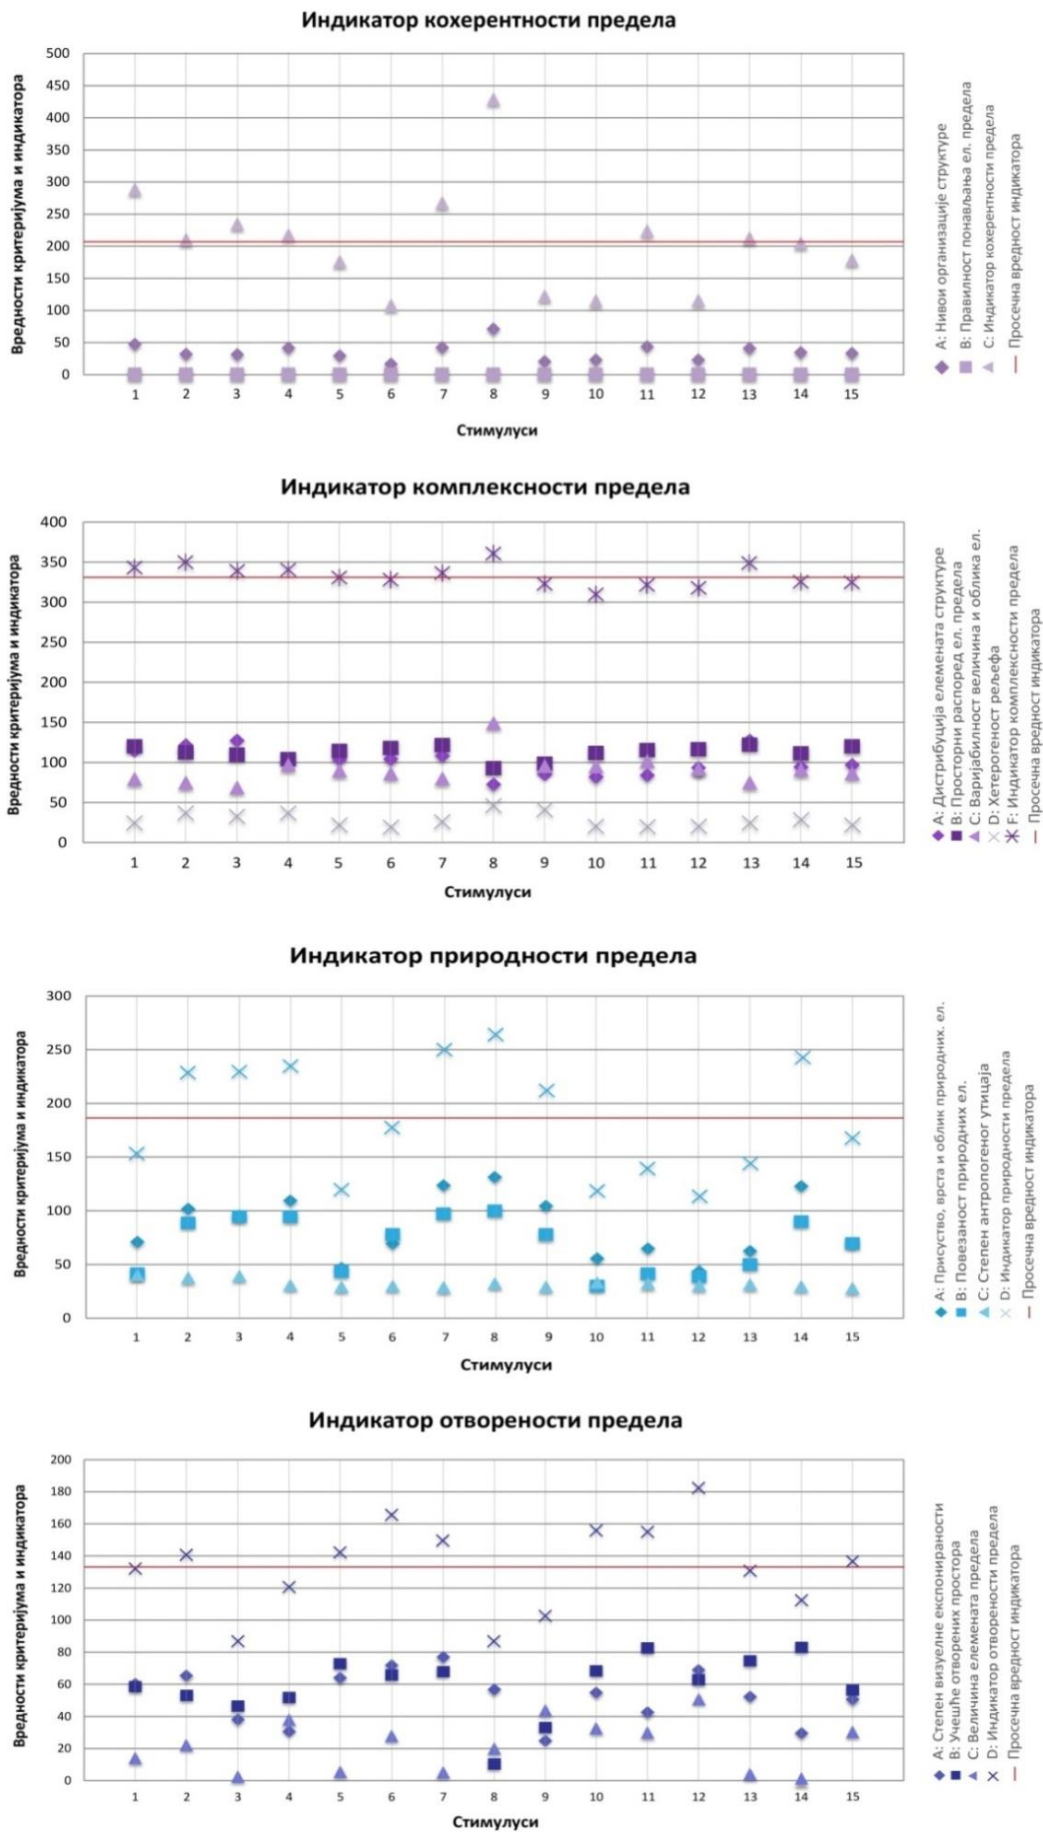 Индикатор кохерентности предела
Вредности критеријума и индикатора
500
450
400
350
300
250
200
150
100
50
0
1 2 3 4 5 6 7 8 9 10 11 12 13 14 15
Стимулуси
А: Нивои организације структуре
В: Правилност понављања ел. предела
С: Индикатор кохерентности предела
Просечна вредност индикатора
Индикатор комплексности предела
Вредности критеријума и индикатора
400
350
300
250
200
150
100
50
0
1 2 3 4 5 6 7 8 9 10 11 12 13 14 15
Стимулуси
А: Дистрибуција елемената структуре
В: Просторни распоред ел. предела
С: Варијабилност величина и облика ел.
D: Хетерогеност рељефа
F: Индикатор комплексности предела
Просечна вредност индикатора
Индикатор природности предела
Вредности критеријума и индикатора
300
250
200
150
100
50
0
1 2 3 4 5 6 7 8 9 10 11 12 13 14 15
Стимулуси
А: Присуство, врста и облик природних. ел.
В: Повезаност природних ел.
С: Степен антропогеног утицаја
D: Индикатор природности предела
Просечна вредност индикатора
Индикатор отворености предела
Вредности критеријума и индикатора
200
180
160
140
120
100
80
60
40
20
0
1 2 3 4 5 6 7 8 9 10 11 12 13 14 15
Стимулуси
А: Степен визуелне експонираности
В: Учешће отворених простора
С: Величина елемената предела
D: Индикатор отворености предела
Просечна вредност индикатора